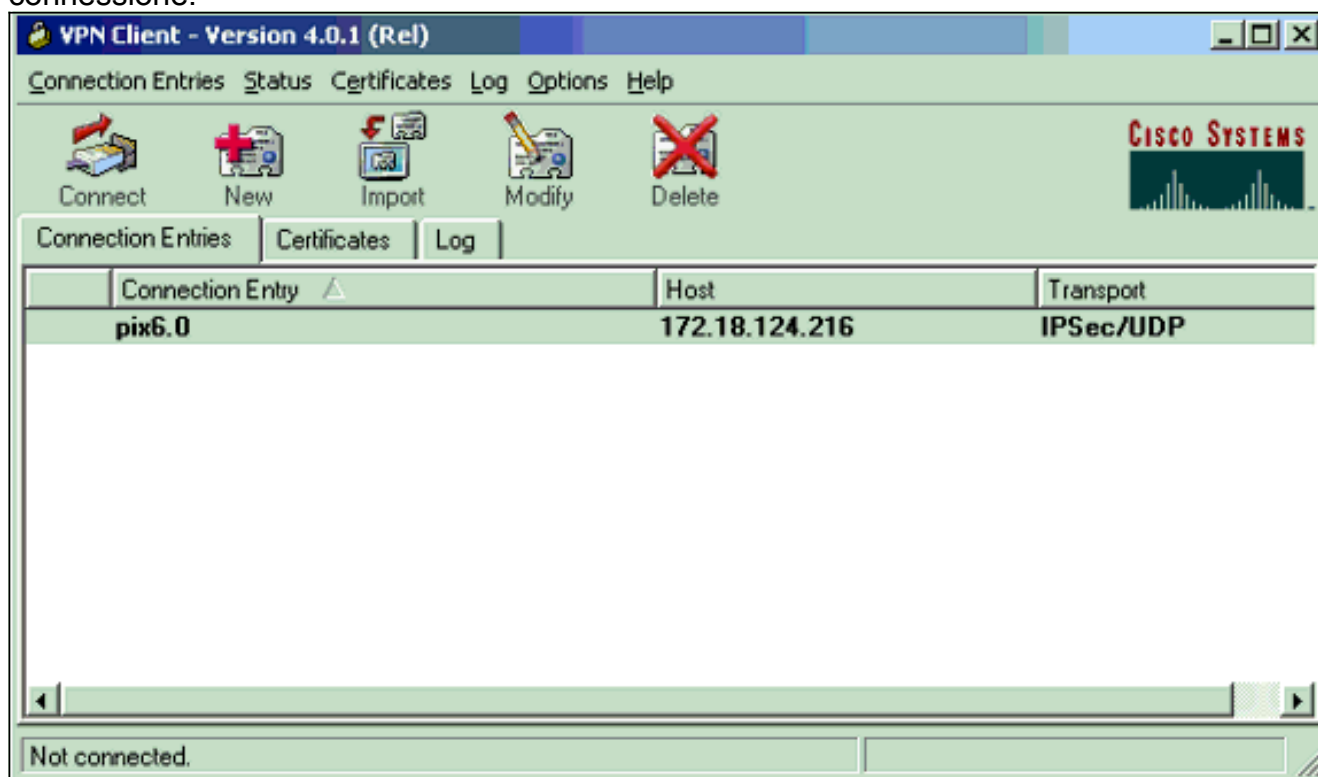 connessione.
VPN Client - Version 4.0.1 (Rel)
Connection Entries Status Certificates Log Options Help
Connect New Import Modify Delete
CISCO SYSTEMS
Connection Entries Certificates Log
Connection Entry Host Transport
pix6.0 172.18.124.216 IPSec/UDP
Not connected.